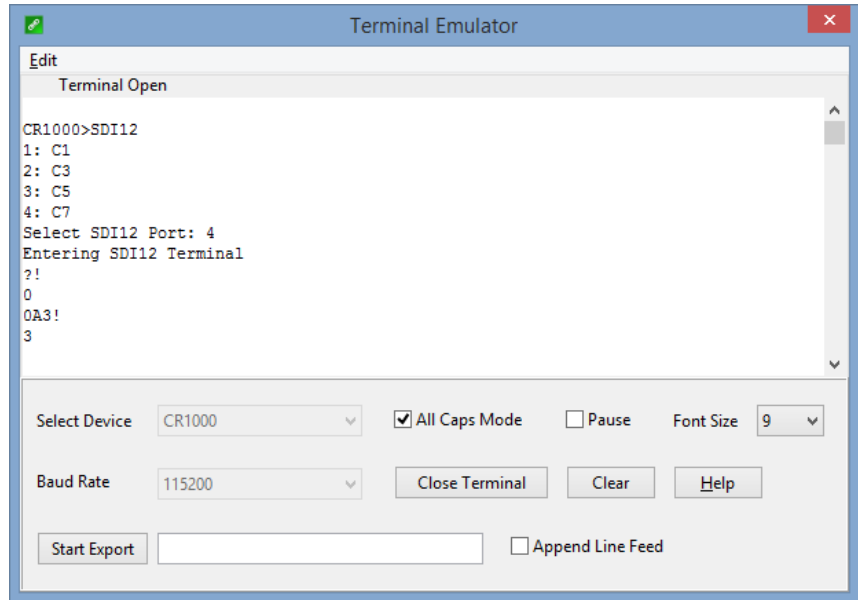 Terminal Emulator
Edit
Terminal Open
CR1000>SDI12
1: C1
2: C3
3: C5
4: C7
Select SDI12 Port: 4
Entering SDI12 Terminal
?!
0
0A3!
3
Select Device CR1000 All Caps Mode Pause Font Size 9
Baud Rate 115200 Close Terminal Clear Help
Start Export Append Line Feed